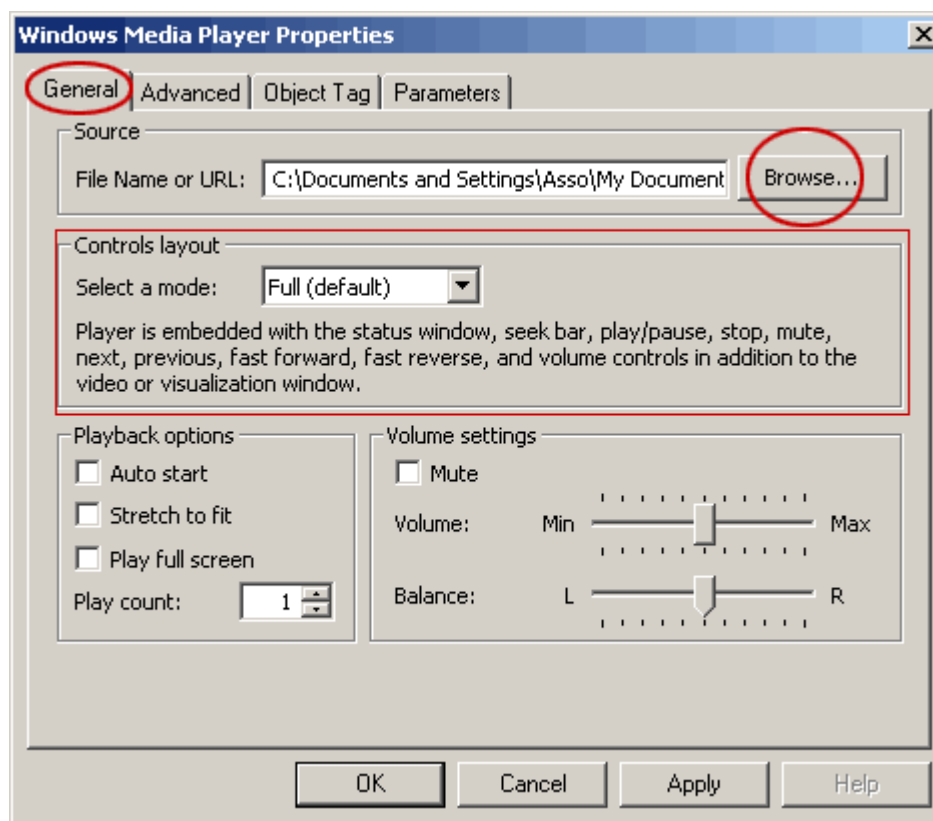 Windows Media Player Properties
General Advanced Object Tag Parameters
Source
File Name or URL: C:\Documents and Settings\Asso\My Document Browse...
Controls layout
Select a mode: Full (default)
Player is embedded with the status window, seek bar, play/pause, stop, mute,
next, previous, fast forward, fast reverse, and volume controls in addition to the
video or visualization window.
Playback options
Auto start
Stretch to fit
Play full screen
Play count: 1
Volume settings
Mute
Volume: Min Max
Balance: L R
OK Cancel Apply Help